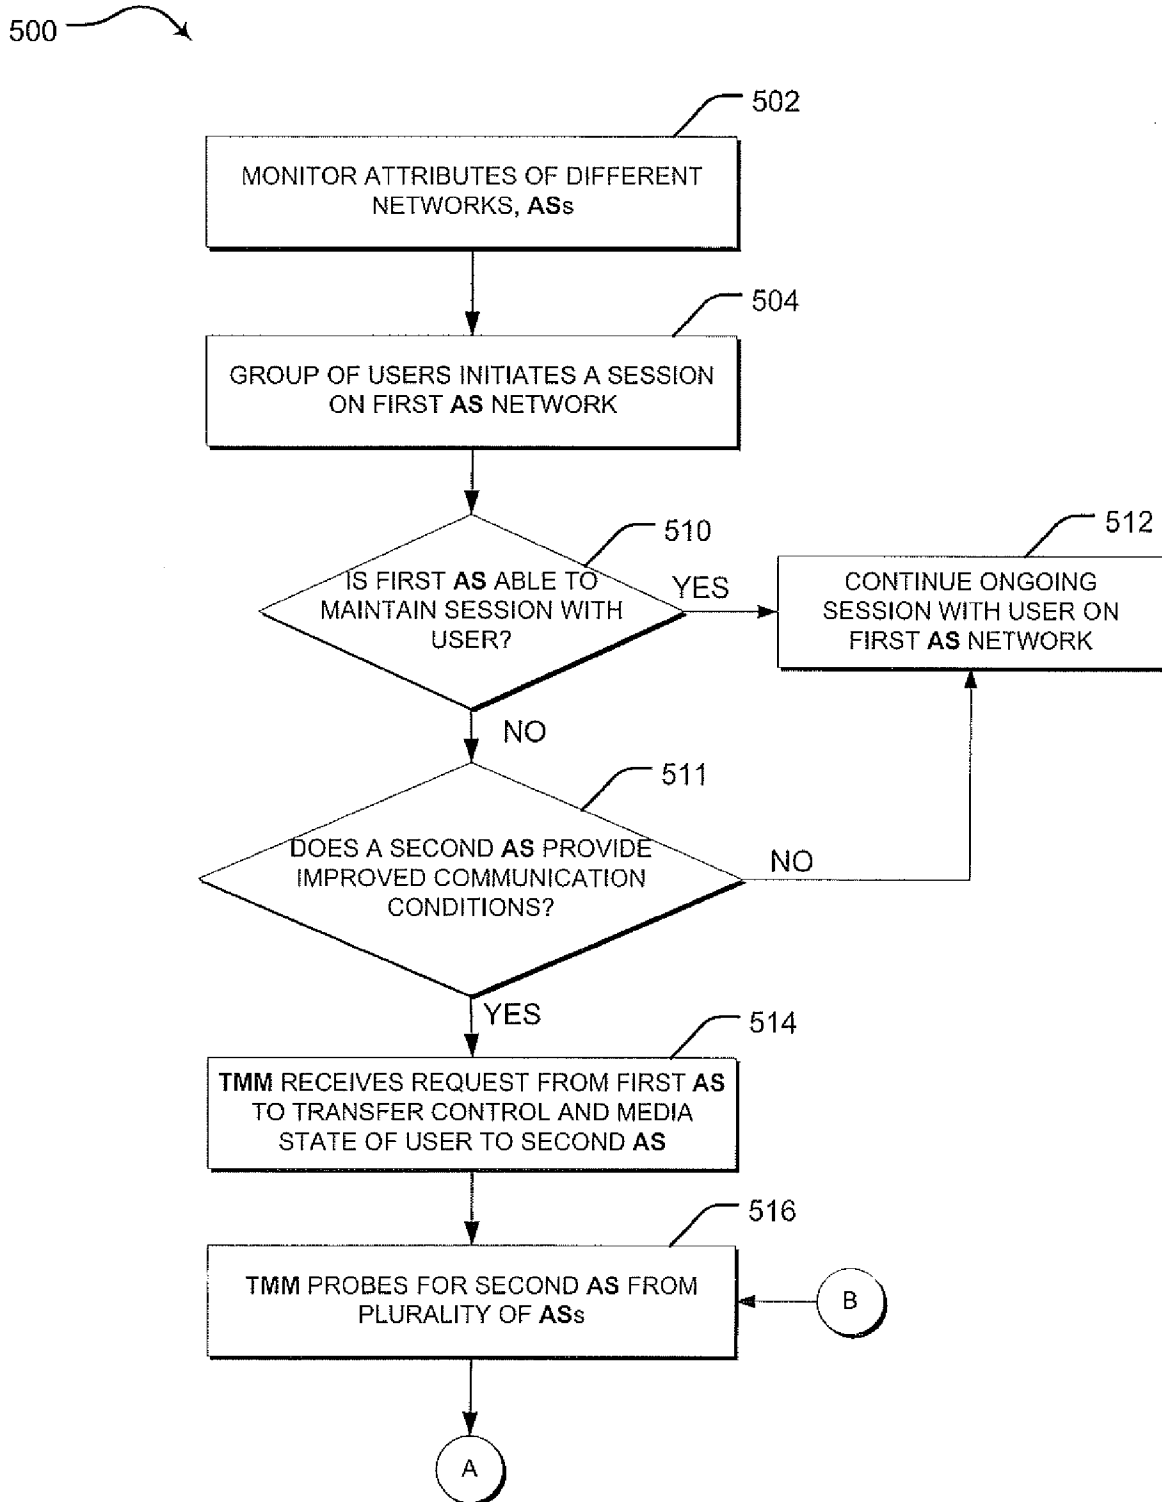 500
502
MONITOR ATTRIBUTES OF DIFFERENT
NETWORKS, ASs
504
GROUP OF USERS INITIATES A SESSION
ON FIRST AS NETWORK
510
IS FIRST AS ABLE TO
MAINTAIN SESSION WITH
USER?
YES
512
CONTINUE ONGOING
SESSION WITH USER ON
FIRST AS NETWORK
NO
511
DOES A SECOND AS PROVIDE
IMPROVED COMMUNICATION
CONDITIONS?
NO
YES
514
TMM RECEIVES REQUEST FROM FIRST AS
TO TRANSFER CONTROL AND MEDIA
STATE OF USER TO SECOND AS
516
TMM PROBES FOR SECOND AS FROM
PLURALITY OF ASs
B
A